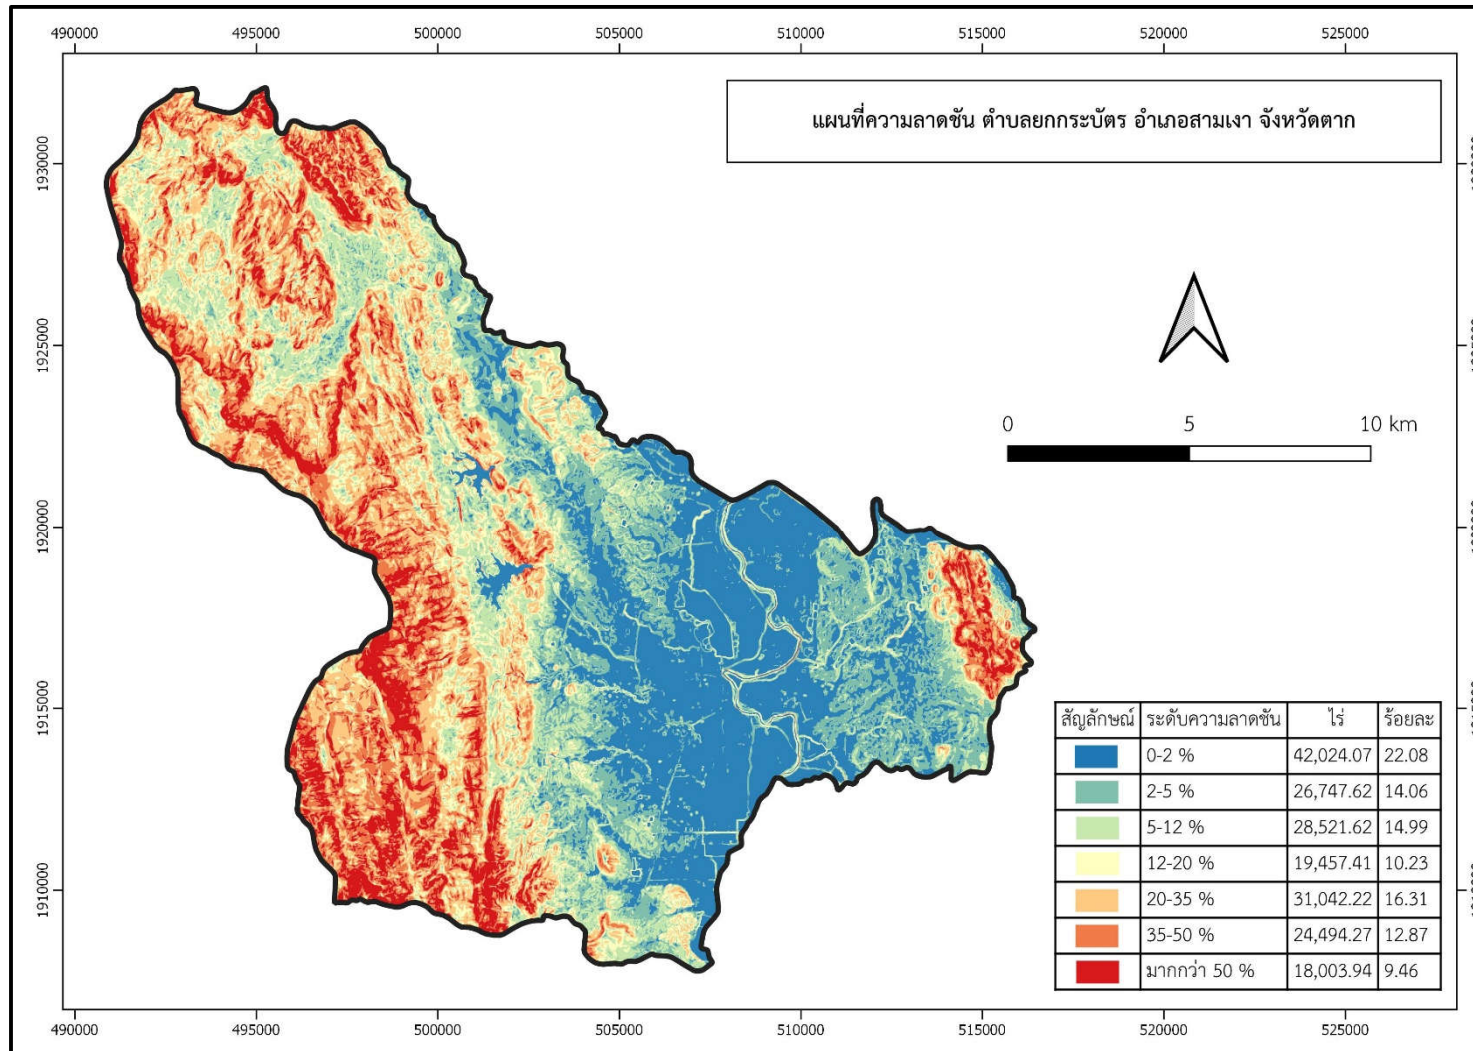 490000 495000 500000 505000 510000 515000 520000 525000
แผนที่ความลาดชัน ตำบลยกกระบัตร อำเภอสามเงา จังหวัดตาก
1930000
1925000
0 5 10 km
1920000
1915000
1910000
สัญลักษณ์ ระดับความลาดชัน ไร่ ร้อยละ
0-2 % 42,024.07 22.08
2-5 % 26,747.62 14.06
5-12 % 28,521.62 14.99
12-20 % 19,457.41 10.23
20-35 % 31,042.22 16.31
35-50 % 24,494.27 12.87
มากกว่า 50 % 18,003.94 9.46
490000 495000 500000 505000 510000 515000 520000 525000